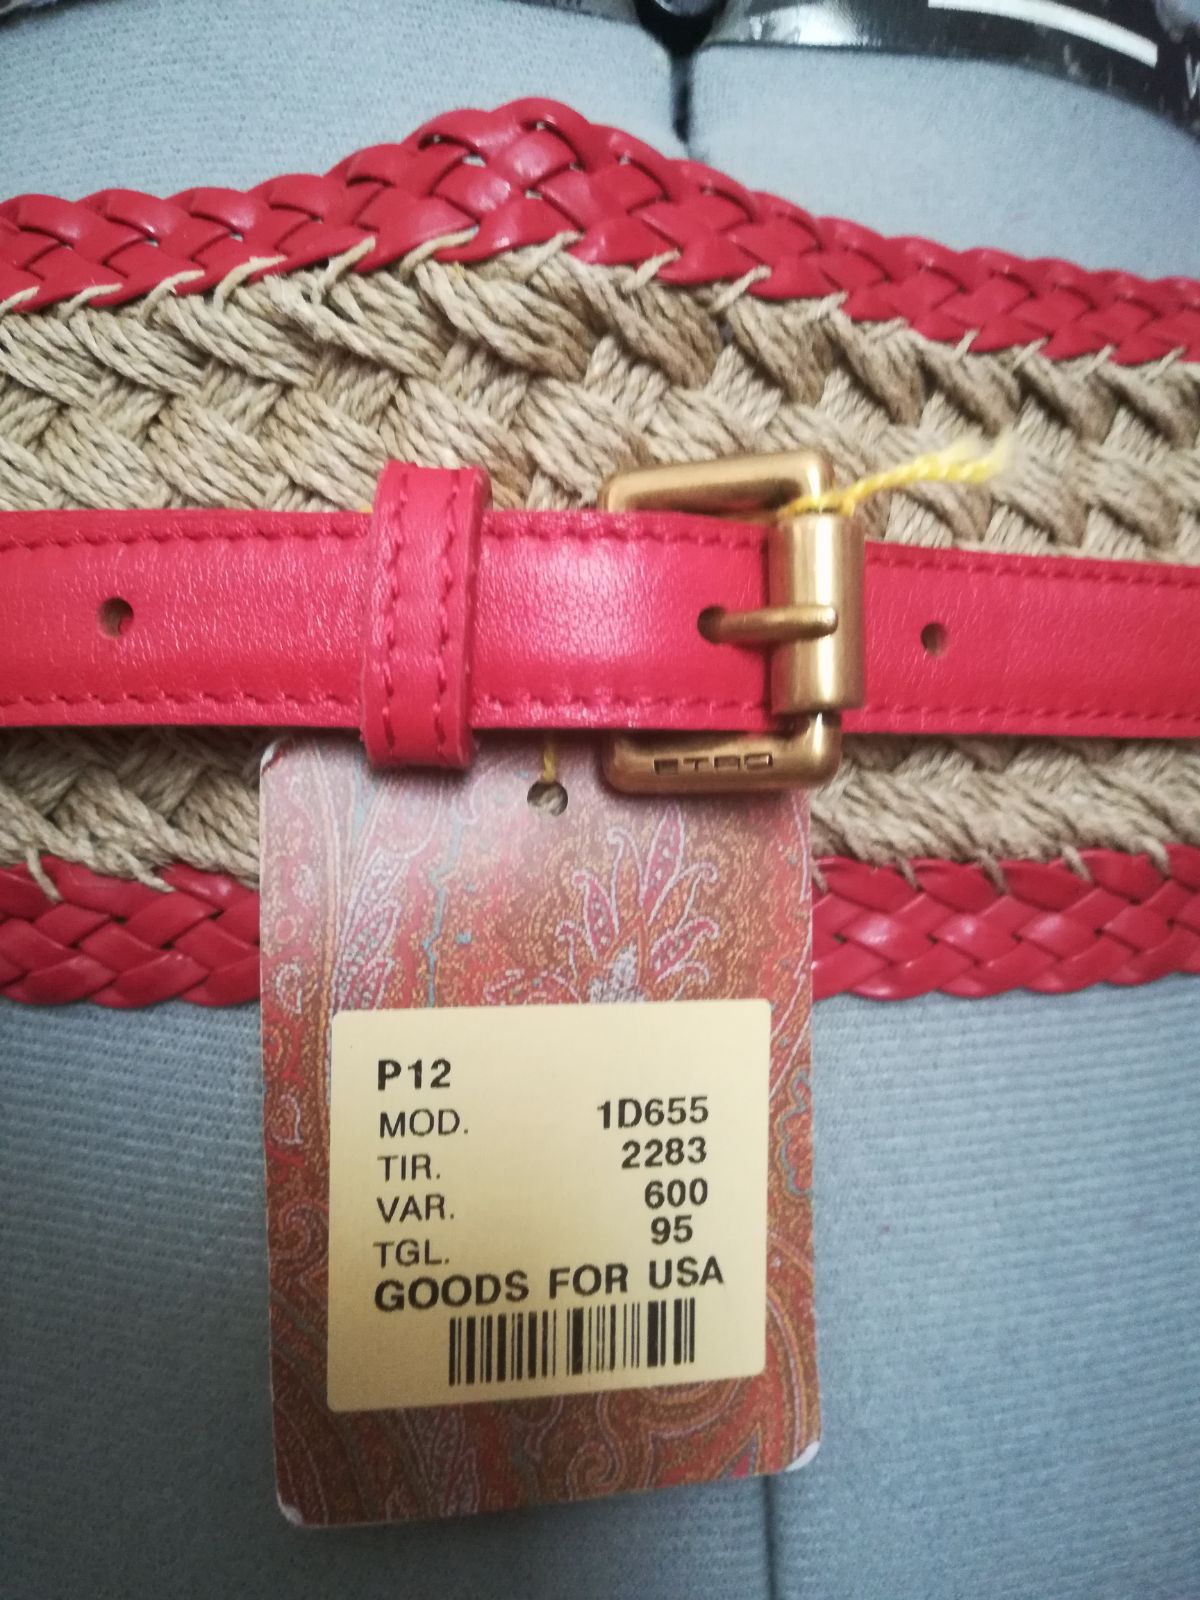 ETRO
P12
MOD. 1D655
TIR. 2283
VAR. 600
TGL. 95
GOODS FOR USA